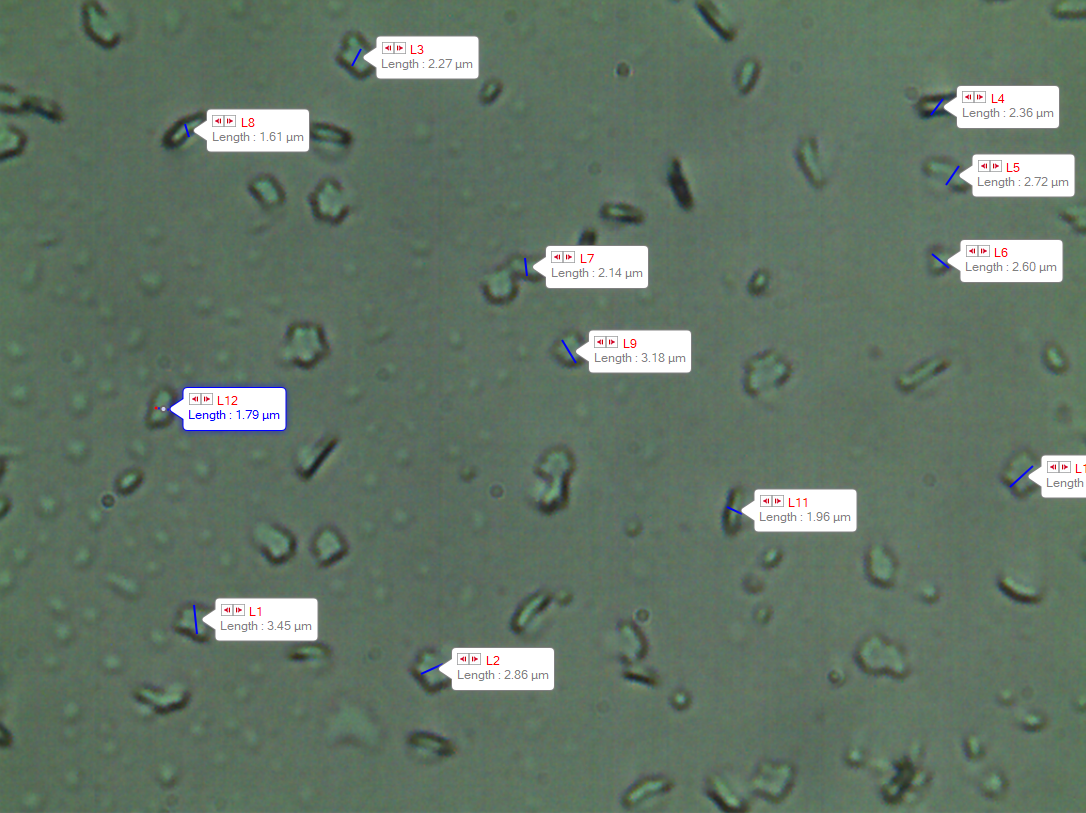 L3
Length : 2.27 µm
L4
Length : 2.36 µm
L8
Length : 1.61 µm
L5
Length : 2.72 µm
L6
Length : 2.60 µm
L7
Length : 2.14 µm
L9
Length : 3.18 µm
L12
Length : 1.79 µm
Length
L11
Length : 1.96 µm
L1
Length : 3.45 µm
L2
Length : 2.86 µm